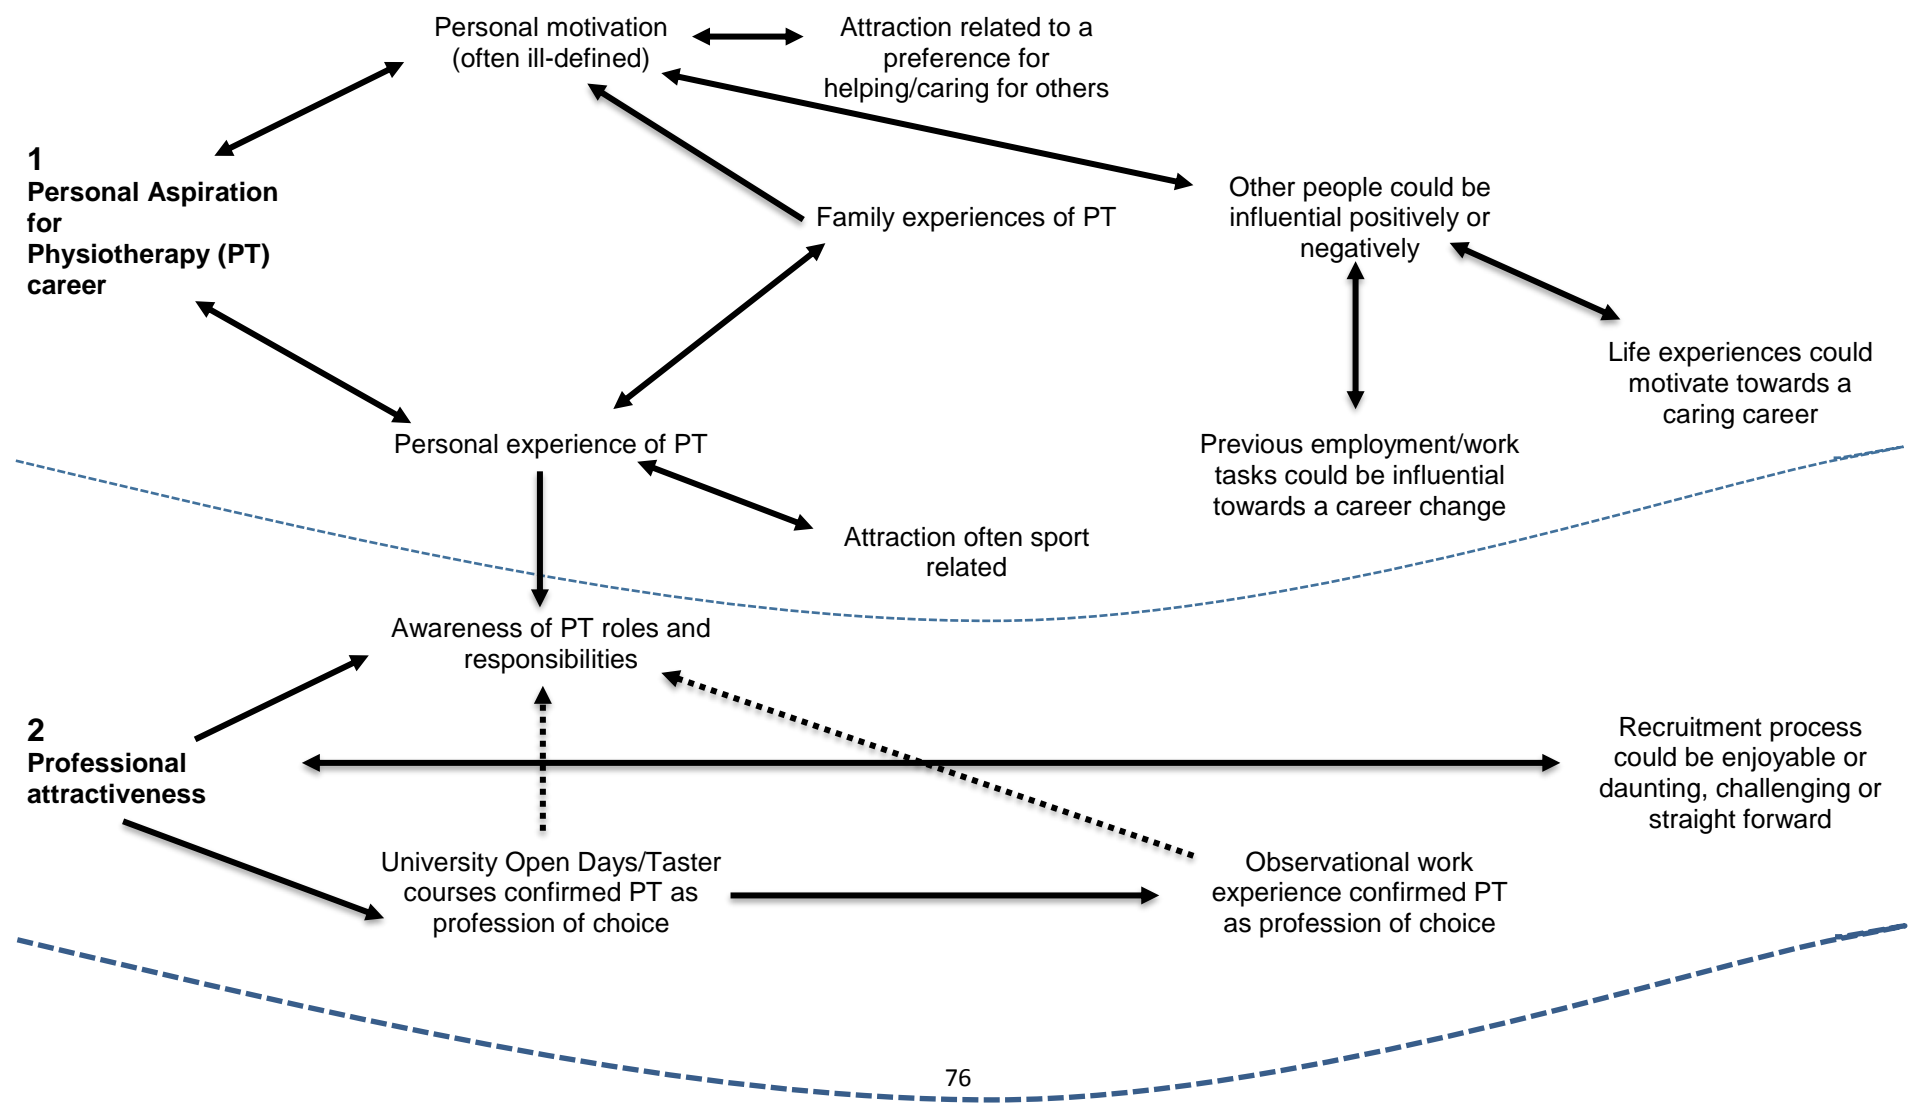 Personal motivation
(often ill-defined)
Attraction related to a
preference for
helping/caring for others
1
Personal Aspiration
for
Physiotherapy (PT)
career
Family experiences of PT
Other people could be
influential positively or
negatively
Life experiences could
motivate towards a
caring career
Personal experience of PT
Previous employment/work
tasks could be influential
towards a career change
Attraction often sport
related
Awareness of PT roles and
responsibilities
2
Professional
attractiveness
Recruitment process
could be enjoyable or
daunting, challenging or
straight forward
University Open Days/Taster
courses confirmed PT as
profession of choice
Observational work
experience confirmed PT
as profession of choice
76